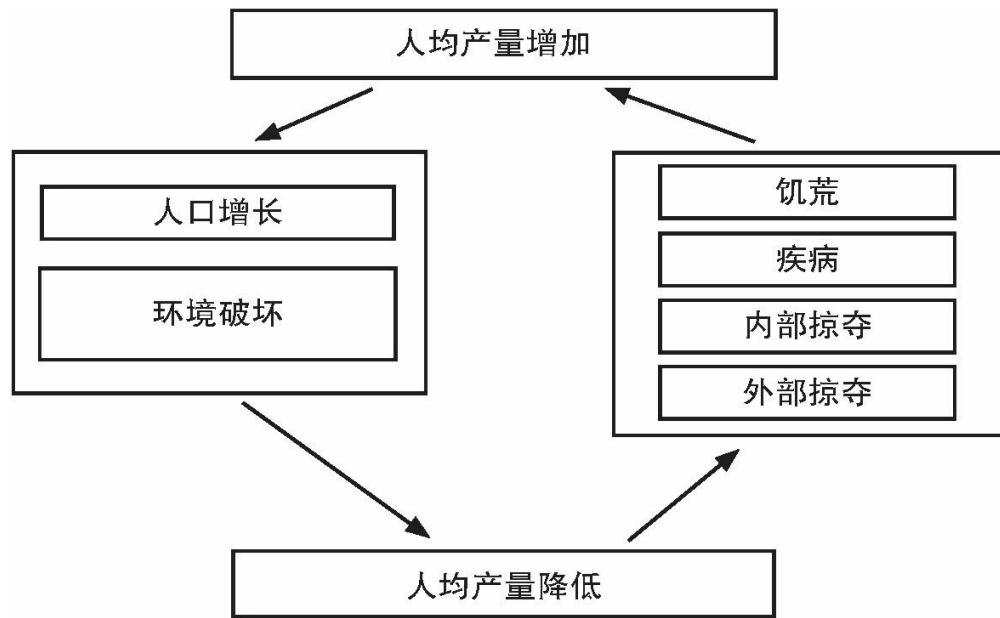 人均产量增加
人口增长
环境破坏
饥荒
疾病
内部掠夺
外部掠夺
人均产量降低